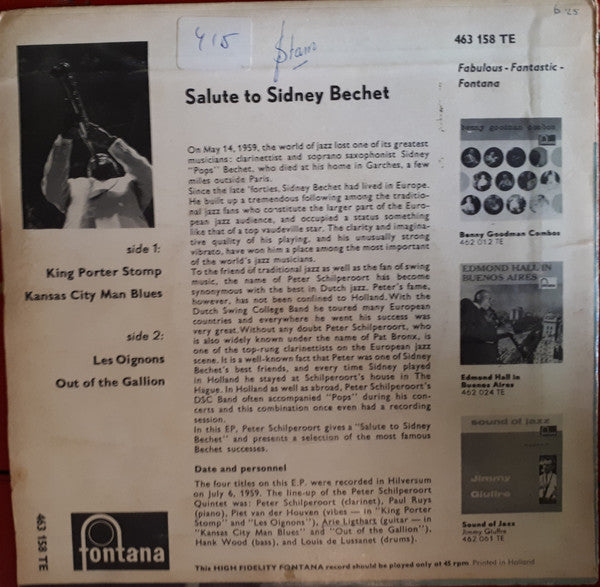 6 25
415
Stam
463 158 TE
Fabulous - Fantastic -
Fontana
Salute to Sidney Bechet
On May 14, 1959, the world of jazz lost one of its greatest
musicians: clarinettist and soprano saxophonist Sidney
"Pops" Bechet, who died at his home in Garches, a few
miles outside Paris.
Since the late 'forties, Sidney Bechet had lived in Europe.
He built up a tremendous following among the traditio-
nal jazz fans who constitute the larger part of the Euro-
pean jazz audience, and occupied a status something
like that of a top vaudeville star. The clarity and imagina-
tive quality of his playing, and his unusually strong
vibrato, have won him a place among the most important
of the world's jazz musicians.
To the friend of traditional jazz as well as the fan of swing
music, the name of Peter Schilperoort has become
synonymous with the best in Dutch jazz. Peter's fame,
however, has not been confined to Holland. With the
Dutch Swing College Band he toured many European
countries and everywhere he went his success was
very great. Without any doubt Peter Schilperoort, who
is also widely known under the name of Pat Bronx, is
one of the top-rung clarinettists on the European jazz
scene. It is a well-known fact that Peter was one of Sidney
Bechet's best friends, and every time Sidney played
in Holland he stayed at Schilperoort's house in The
Hague. In Holland as well as abroad, Peter Schilperoort's
DSC Band often accompanied "Pops" during his con-
certs and this combination once even had a recording
session.
In this EP, Peter Schilperoort gives a "Salute to Sidney
Bechet" and presents a selection of the most famous
Bechet successes.
Date and personnel
The four titles on this E.P. were recorded in Hilversum
on July 6, 1959. The line-up of the Peter Schilperoort
Quintet was: Peter Schilperoort (clarinet), Paul Ruys
(piano), Piet van der Houven (vibes — in "King Porter
Stomp" and "Les Oignons"), Arie Ligthart (guitar — in
"Kansas City Man Blues" and "Out of the Gallion"),
Hank Wood (bass), and Louis de Lussanet (drums).
This HIGH FIDELITY FONTANA record should be played only at 45 rpm Printed in Holland
side 1:
King Porter Stomp
Kansas City Man Blues
side 2:
Les Oignons
Out of the Gallion
463 158 TE
fontana
benny goodman combos
Benny Goodman Combos
462 012 TE
EDMOND HALL IN
BUENOS AIRES
Edmond Hall in
Buenos Aires
462 024 TE
sound of jazz
Jimmy
Giuffre
Sound of Jazz
Jimmy Giuffre
462 061 TE